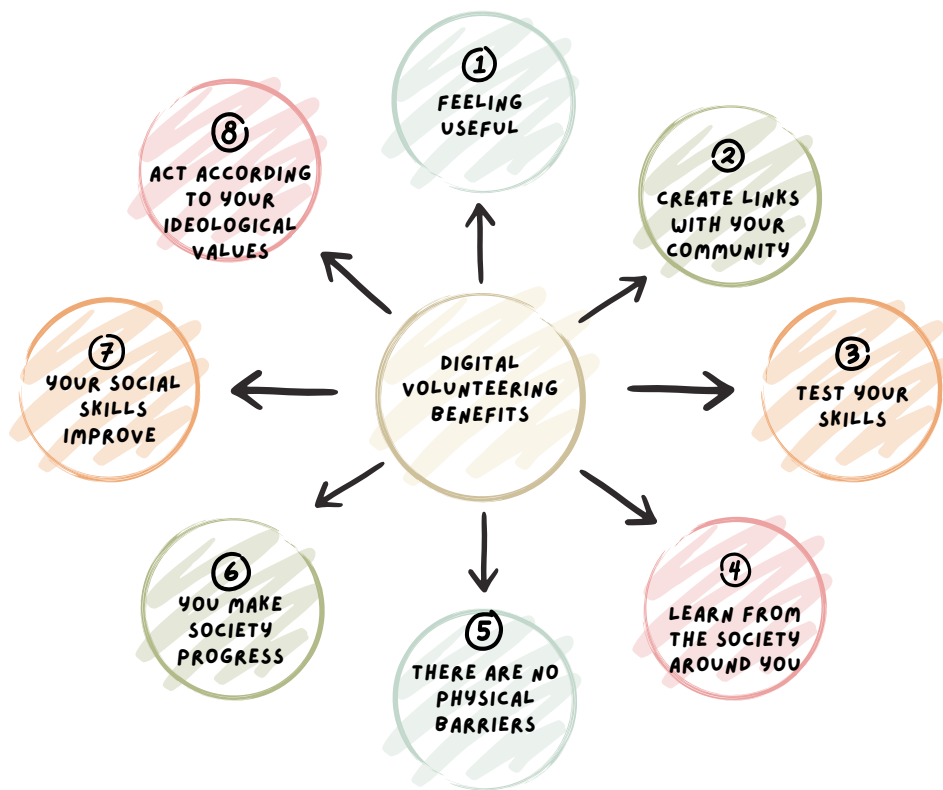 DIGITAL
VOLUNTEERING
BENEFITS
1
FEELING
USEFUL
2
CREATE LINKS
WITH YOUR
COMMUNITY
3
TEST YOUR
SKILLS
4
LEARN FROM
THE SOCIETY
AROUND YOU
5
THERE ARE NO
PHYSICAL
BARRIERS
6
YOU MAKE
SOCIETY
PROGRESS
7
YOUR SOCIAL
SKILLS
IMPROVE
8
ACT ACCORDING
TO YOUR
IDEOLOGICAL
VALUES